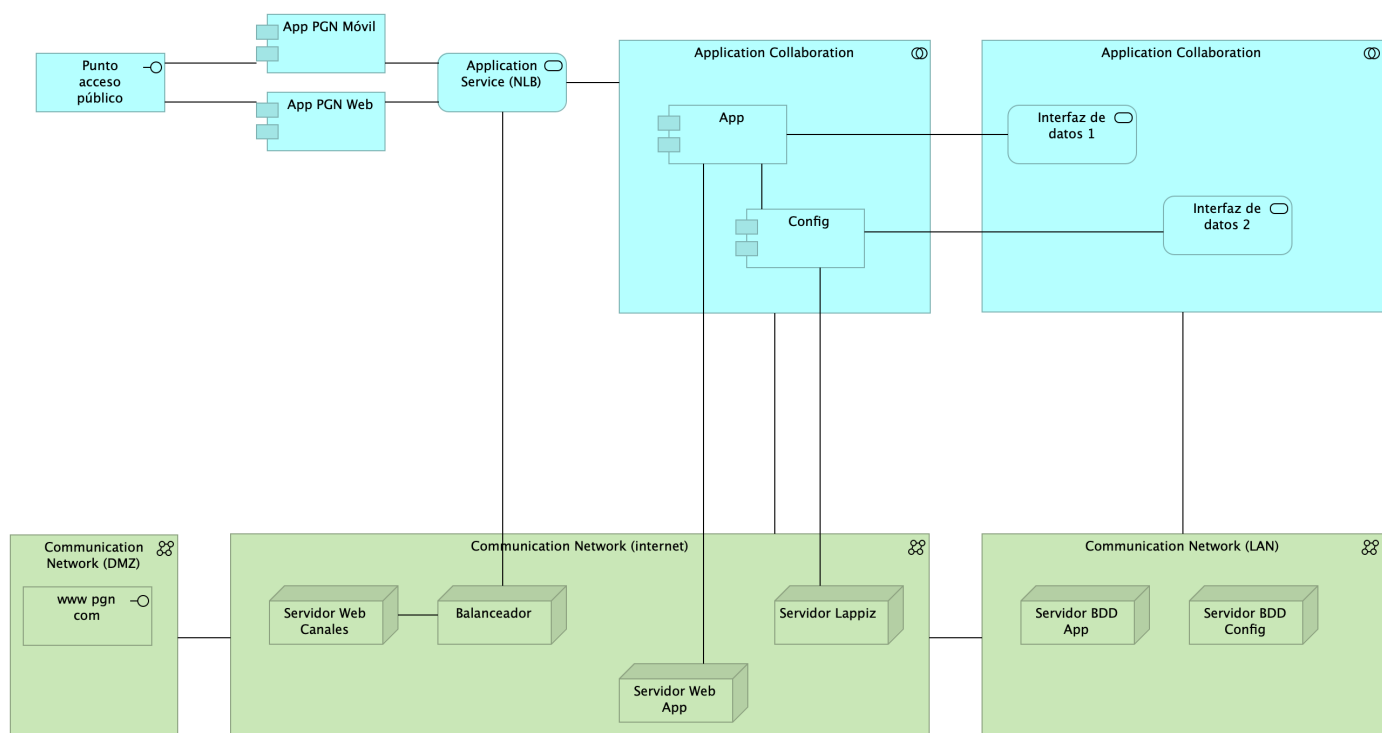 App PGN Móvil
Punto
acceso
público
App PGN Web
Application
Service (NLB)
Application Collaboration
App
Config
Application Collaboration
Interfaz de
datos 1
Interfaz de
datos 2
Communication
Network (DMZ)
www pgn
com
Communication Network (internet)
Servidor Web
Canales
Balanceador
Servidor Lappiz
Servidor Web
App
Communication Network (LAN)
Servidor BDD
App
Servidor BDD
Config